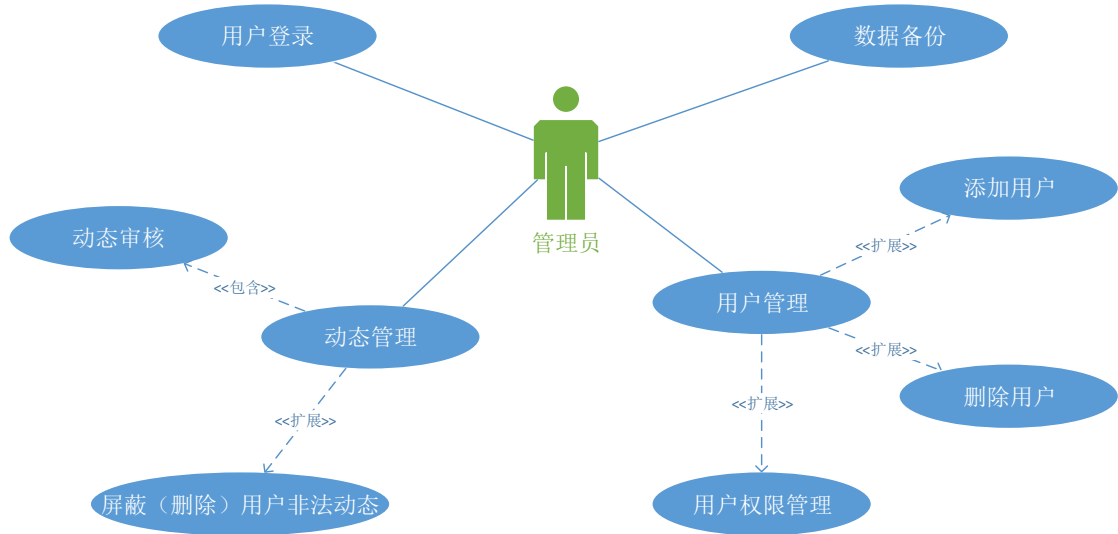 用户登录
数据备份
添加用户
动态审核
管理员
<<扩展>>
<<包含>>
用户管理
动态管理
<<扩展>>
删除用户
<<扩展>>
<<扩展>>
屏蔽（删除）用户非法动态
用户权限管理